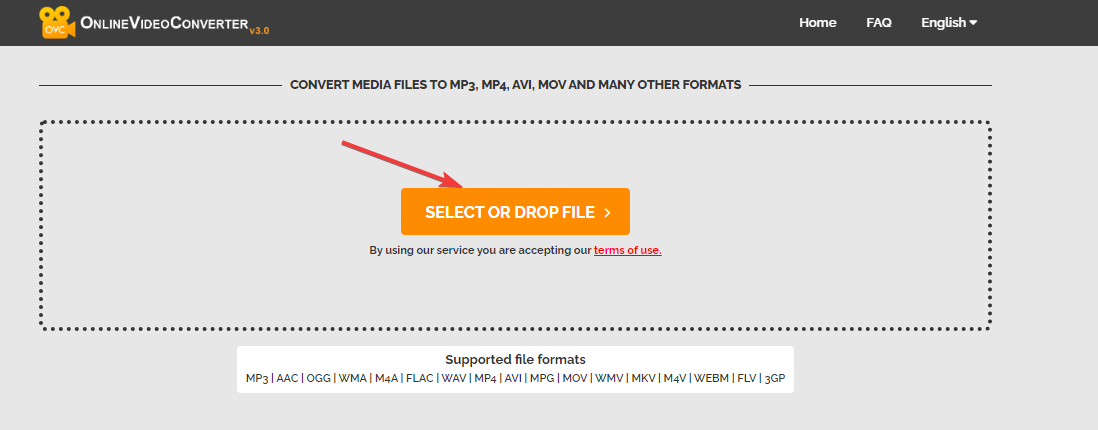 OVC
ONLINEVIDEOCONVERTER v3.0
Home FAQ English
CONVERT MEDIA FILES TO MP3, MP4, AVI, MOV AND MANY OTHER FORMATS
SELECT OR DROP FILE
By using our service you are accepting our terms of use.
Supported file formats
MP3 | AAC | OGG | WMA | M4A | FLAC | WAV | MP4 | AVI | MPG | MOV | WMV | MKV | M4V | WEBM | FLV | 3GP